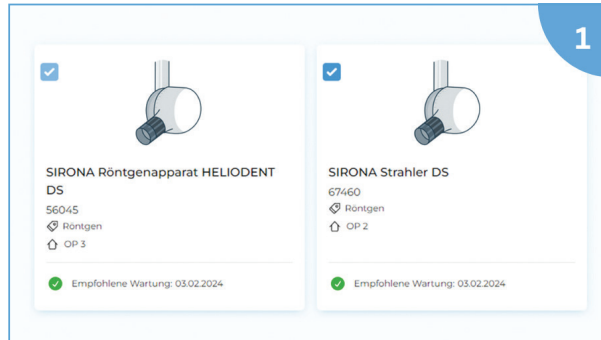 1
SIRONA Röntgenapparat HELIODENT
DS
56045
Röntgen
OP 3
Empfohlene Wartung: 03.02.2024
SIRONA Strahler DS
67460
Röntgen
OP 2
Empfohlene Wartung: 03.02.2024